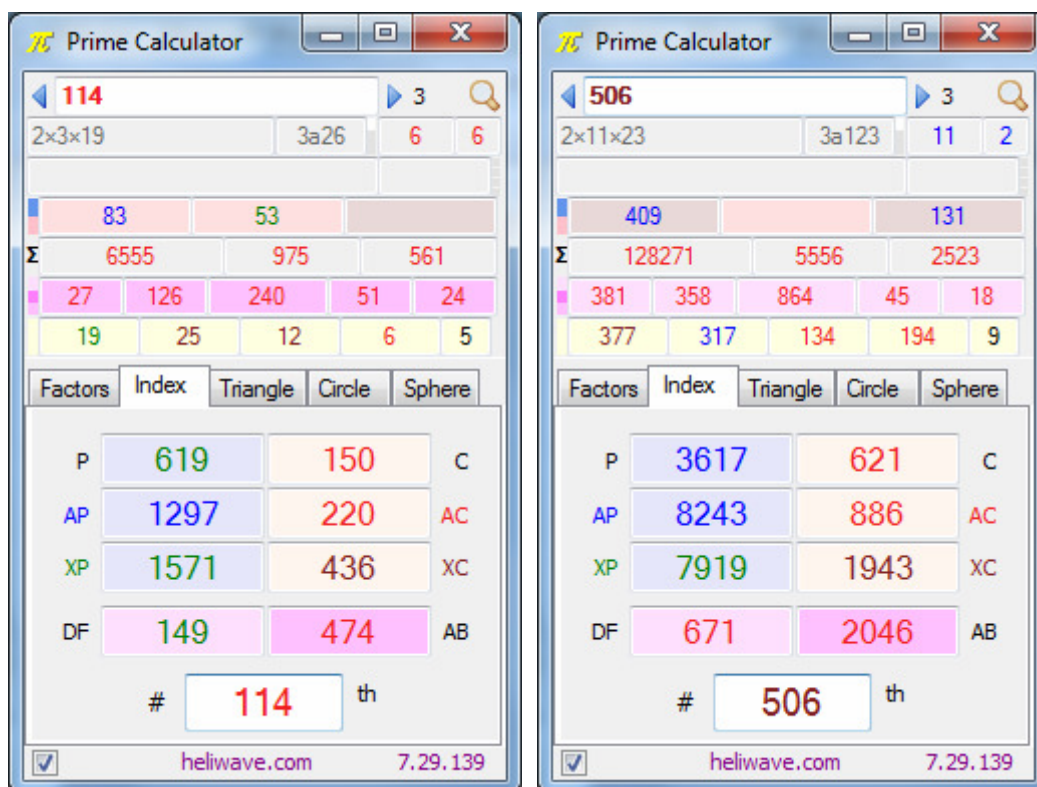 π Prime Calculator
114 3
2×3×19 3a26 6 6
83 53
Σ 6555 975 561
27 126 240 51 24
19 25 12 6 5
Factors Index Triangle Circle Sphere
P 619 150 C
AP 1297 220 AC
XP 1571 436 XC
DF 149 474 AB
# 114 th
heliwave.com 7.29.139
π Prime Calculator
506 3
2×11×23 3a123 11 2
409 131
Σ 128271 5556 2523
381 358 864 45 18
377 317 134 194 9
Factors Index Triangle Circle Sphere
P 3617 621 C
AP 8243 886 AC
XP 7919 1943 XC
DF 671 2046 AB
# 506 th
heliwave.com 7.29.139